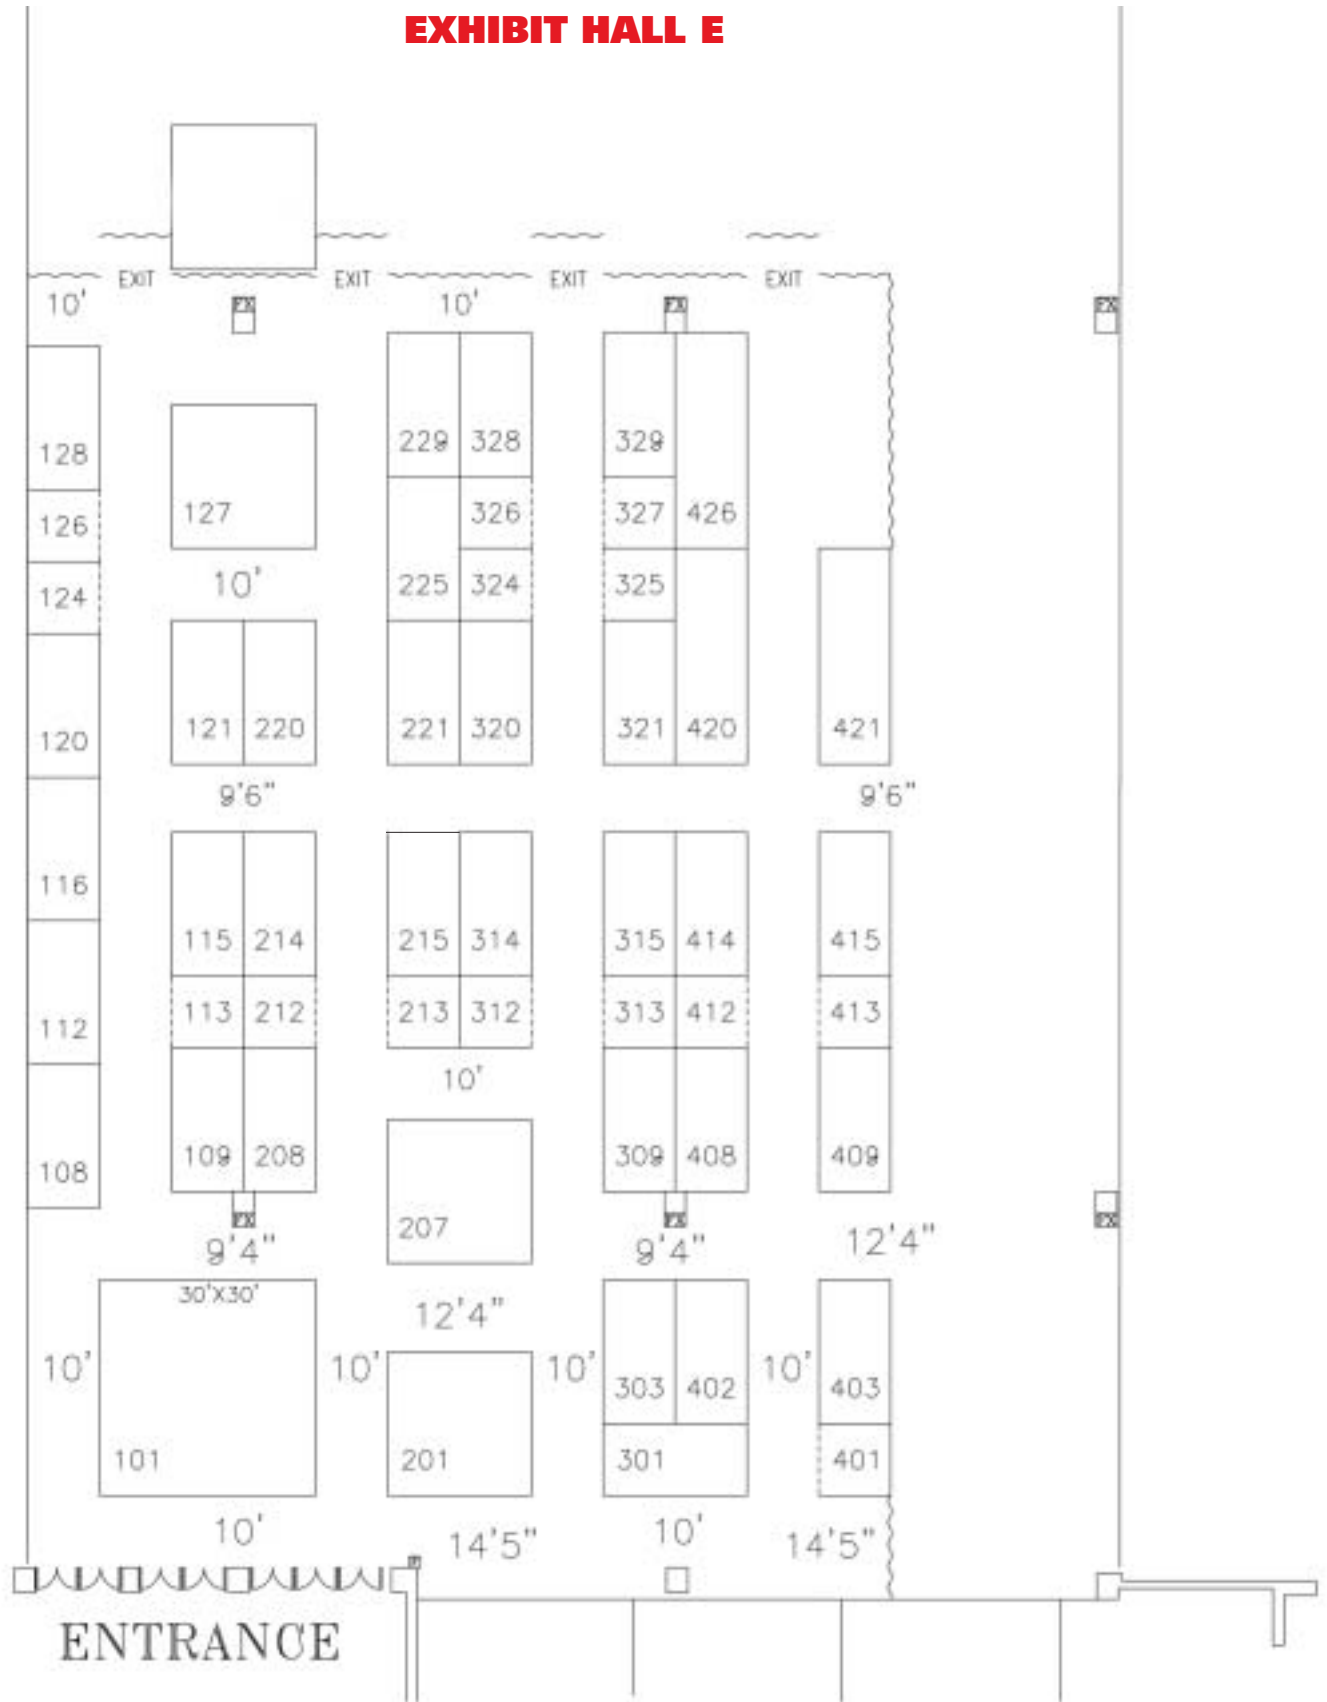 EXHIBIT HALL E
EXIT EXIT EXIT EXIT
10' 10'
FX FX FX
229 328 329
128
127 326 327 426
126
10' 225 324 325
124
121 220 221 320 321 420 421
120
9'6" 9'6"
116
115 214 215 314 315 414 415
113 212 213 312 313 412 413
112
10'
109 208 309 408 409
108
207
FX FX FX
9'4" 9'4" 12'4"
30'X30'
12'4"
10' 10' 10' 10'
303 402 403
101 201 301 401
10' 14'5" 10' 14'5"
ENTRANCE